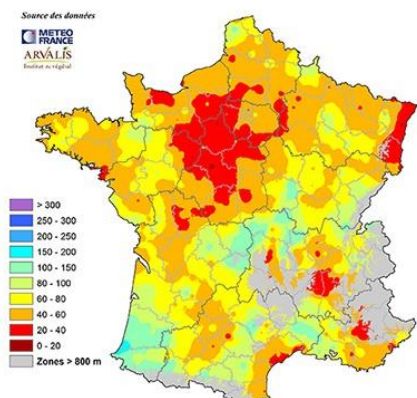 Source des données
METEO
FRANCE
ARVALIS
Institut du végétal
> 300
250 - 300
200 - 250
150 - 200
100 - 150
80 - 100
60 - 80
40 - 60
20 - 40
0 - 20
Zones > 800 m